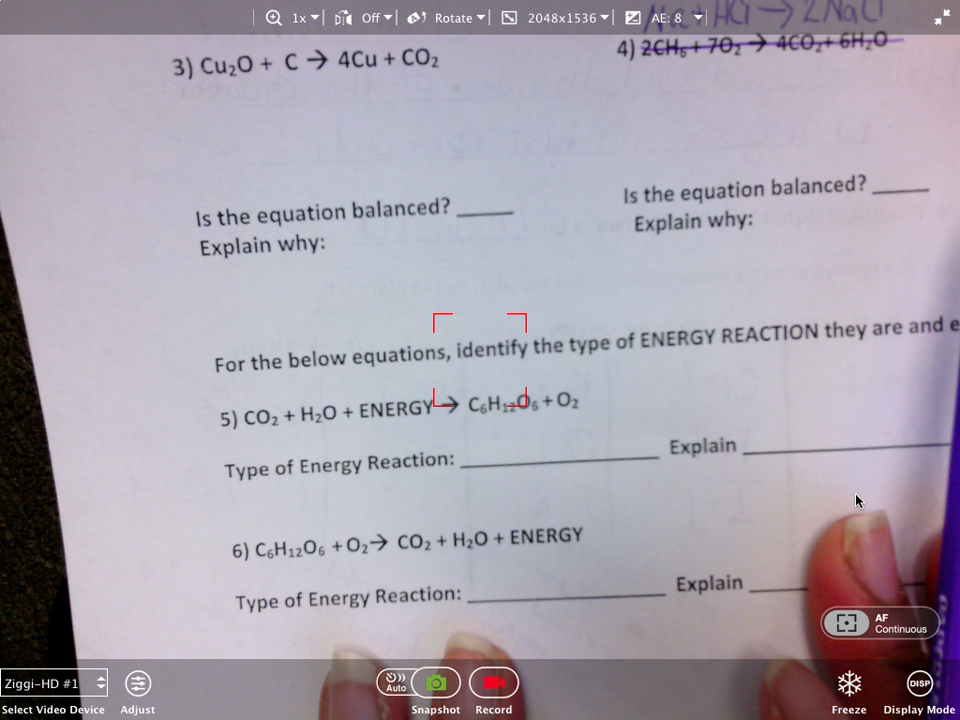 1x Off Rotate 2048x1536 AE: 8
HCl → 2NaCl
3) Cu₂O + C → 4Cu + CO₂
4) 2CH₆ + 7O₂ → 4CO₂ + 6H₂O
Is the equation balanced? _____
Explain why:
Is the equation balanced? _____
Explain why:
For the below equations, identify the type of ENERGY REACTION they are and e
5) CO₂ + H₂O + ENERGY → C₆H₁₂O₆ + O₂
Type of Energy Reaction: _______________ Explain _______________
6) C₆H₁₂O₆ + O₂→ CO₂ + H₂O + ENERGY
Type of Energy Reaction: _______________ Explain _______________
AF
Continuous
Ziggi-HD #1
Auto
DISP
Select Video Device Adjust Snapshot Record Freeze Display Mode